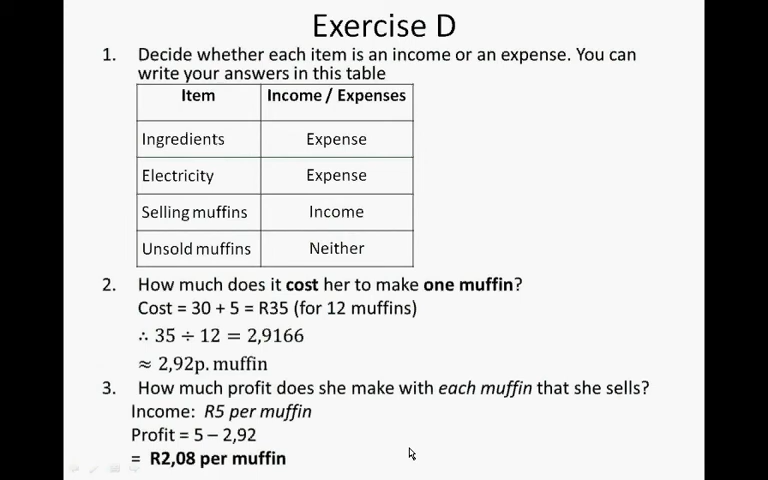 Exercise D
1. Decide whether each item is an income or an expense. You can
write your answers in this table
Item Income / Expenses
Ingredients Expense
Electricity Expense
Selling muffins Income
Unsold muffins Neither
2. How much does it cost her to make one muffin?
Cost = 30 + 5 = R35 (for 12 muffins)
∴ 35 ÷ 12 = 2,9166
≈ 2,92p. muffin
3. How much profit does she make with each muffin that she sells?
Income: R5 per muffin
Profit = 5 – 2,92
= R2,08 per muffin